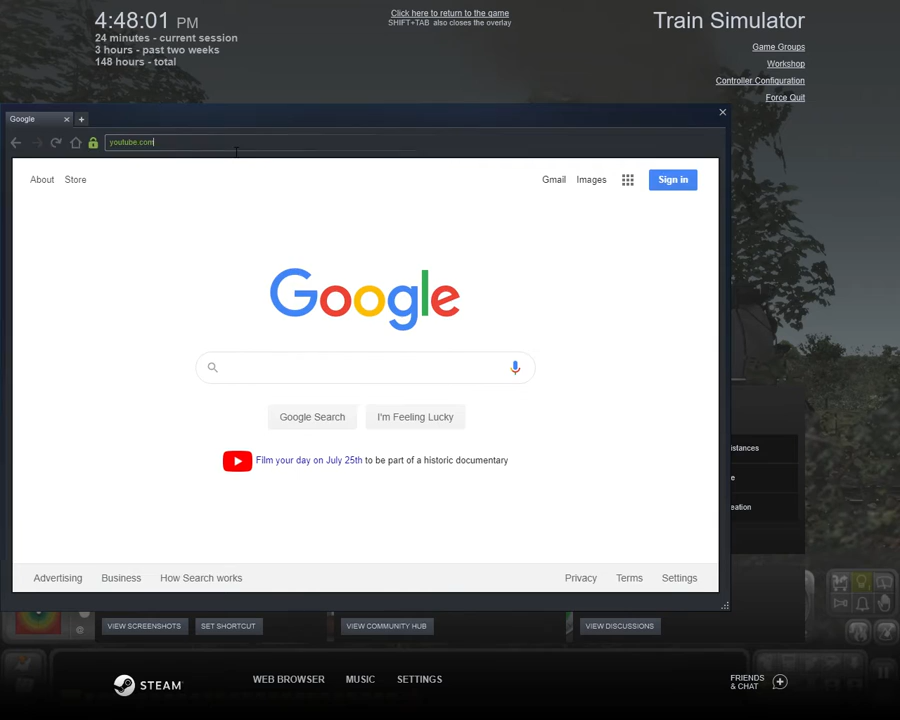 4:48:01 PM
24 minutes - current session
3 hours - past two weeks
148 hours - total
Click here to return to the game
SHIFT+TAB also closes the overlay
Train Simulator
Game Groups
Workshop
Controller Configuration
Force Quit
Google
youtube.com
About Store
Gmail Images Sign in
Google
Google Search I'm Feeling Lucky
Film your day on July 25th to be part of a historic documentary
Advertising Business How Search works
Privacy Terms Settings
VIEW SCREENSHOTS SET SHORTCUT VIEW COMMUNITY HUB VIEW DISCUSSIONS
STEAM WEB BROWSER MUSIC SETTINGS
FRIENDS
& CHAT